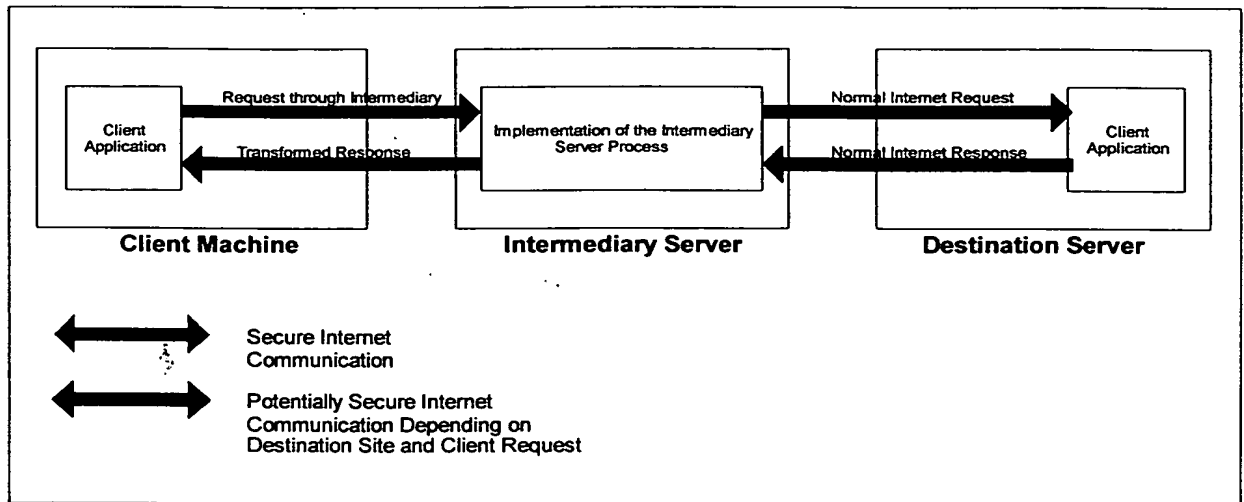 Request through Intermediary
Normal Internet Request
Client
Application
Implementation of the Intermediary
Server Process
Client
Application
Transformed Response
Normal Internet Response
Client Machine
Intermediary Server
Destination Server
Secure Internet
Communication
Potentially Secure Internet
Communication Depending on
Destination Site and Client Request